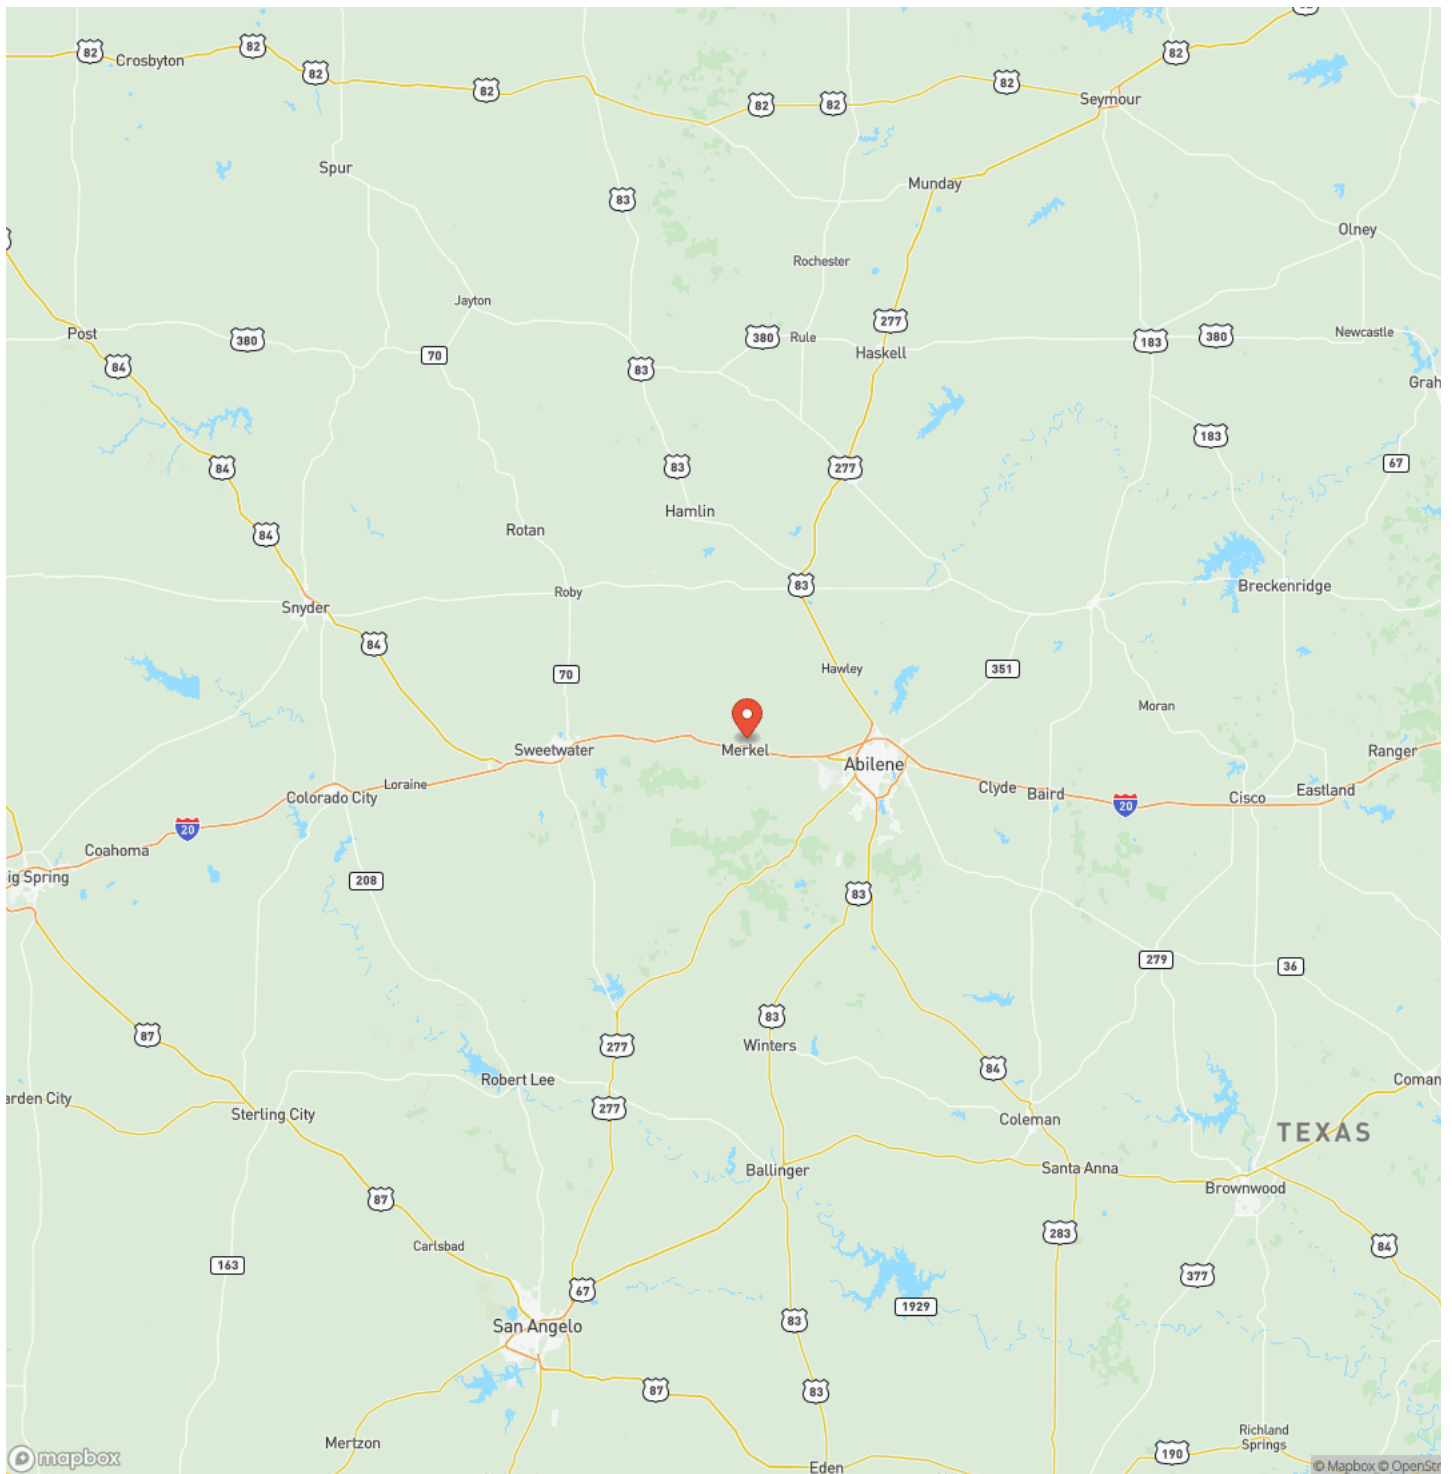 82
82
82
82
82
82
82
82
82
Crosbyton
Seymour
Spur
83
Munday
Olney
Rochester
Jayton
277
Post
380
380
Rule
183
380
Newcastle
84
70
83
Haskell
Grah
183
84
83
277
67
Hamlin
84
Rotan
83
Breckenridge
Roby
Snyder
84
70
Hawley
351
Moran
Sweetwater
Merkel
Abilene
Ranger
Loraine
Clyde
Baird
Eastland
Colorado City
20
Cisco
20
Coahoma
ig Spring
208
83
279
36
87
83
277
Winters
84
Robert Lee
Coman
arden City
277
Sterling City
Coleman
TEXAS
Ballinger
Santa Anna
87
Brownwood
283
84
Carlsbad
163
377
67
1929
83
San Angelo
87
83
Richland
Springs
Mertzon
190
Eden
mapbox
© Mapbox © OpenStr